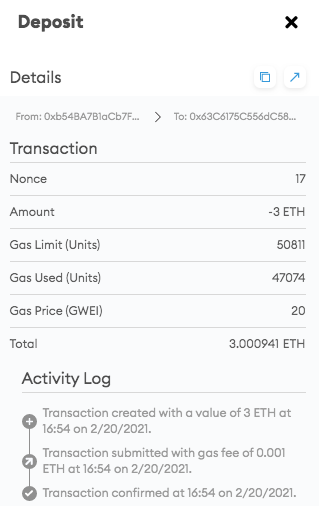 Deposit
Details
From: 0xb54BA7B1aCb7F... > To: 0x63C6175C556dC58...
Transaction
Nonce 17
Amount -3 ETH
Gas Limit (Units) 50811
Gas Used (Units) 47074
Gas Price (GWEI) 20
Total 3.000941 ETH
Activity Log
Transaction created with a value of 3 ETH at
16:54 on 2/20/2021.
Transaction submitted with gas fee of 0.001
ETH at 16:54 on 2/20/2021.
Transaction confirmed at 16:54 on 2/20/2021.